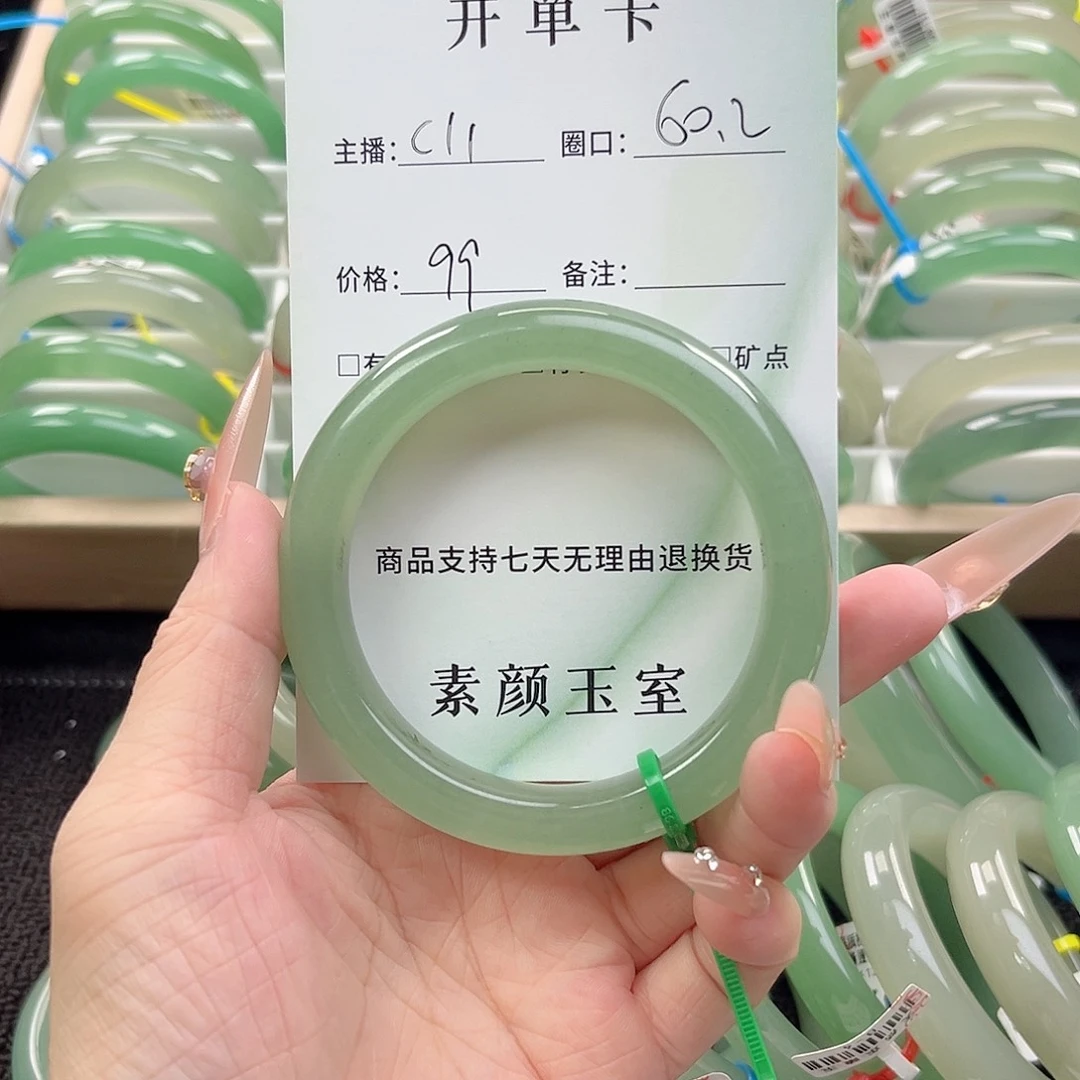 开单卡
主播: C11 圈口: 60.2
价格: 99 备注:
□有 □矿点
商品支持七天无理由退换货
素颜玉室